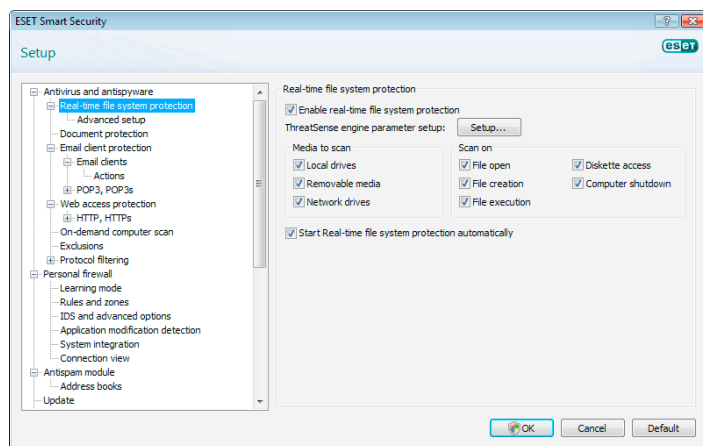 ESET Smart Security
Setup
eset
Antivirus and antispyware
Real-time file system protection
Advanced setup
Document protection
Email client protection
Email clients
Actions
POP3, POP3s
Web access protection
HTTP, HTTPs
On-demand computer scan
Exclusions
Protocol filtering
Personal firewall
Learning mode
Rules and zones
IDS and advanced options
Application modification detection
System integration
Connection view
Antispam module
Address books
Update
Real-time file system protection
Enable real-time file system protection
ThreatSense engine parameter setup: Setup...
Media to scan
Local drives
Removable media
Network drives
Scan on
File open Diskette access
File creation Computer shutdown
File execution
Start Real-time file system protection automatically
OK Cancel Default